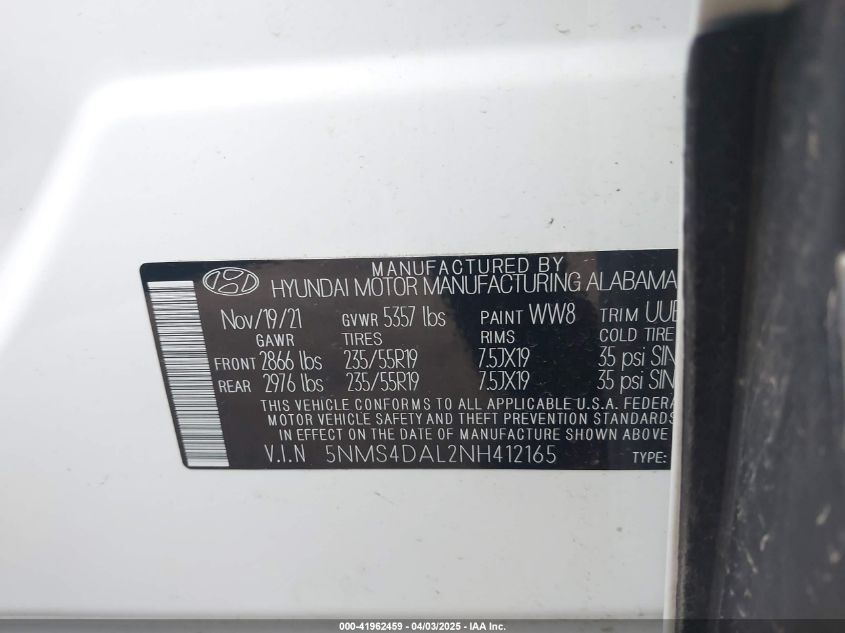 MANUFACTURED BY
HYUNDAI MOTOR MANUFACTURING ALABAMA
Nov/19/21 GVWR 5357 lbs PAINT WW8 TRIM UUE
GAWR TIRES RIMS COLD TIRE
FRONT 2866 lbs 235/55R19 7.5JX19 35 psi SIN
REAR 2976 lbs 235/55R19 7.5JX19 35 psi SIN
THIS VEHICLE CONFORMS TO ALL APPLICABLE U.S.A. FEDERA
MOTOR VEHICLE SAFETY AND THEFT PREVENTION STANDARDS
IN EFFECT ON THE DATE OF MANUFACTURE SHOWN ABOVE
V.I.N 5NMS4DAL2NH412165 TYPE:
000-41962459 - 04/03/2025 - IAA Inc.